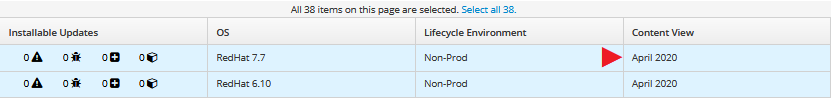 All 38 items on this page are selected. Select all 38.
Installable Updates OS Lifecycle Environment Content View
0 0 0 0 RedHat 7.7 Non-Prod April 2020
0 0 0 0 RedHat 6.10 Non-Prod April 2020